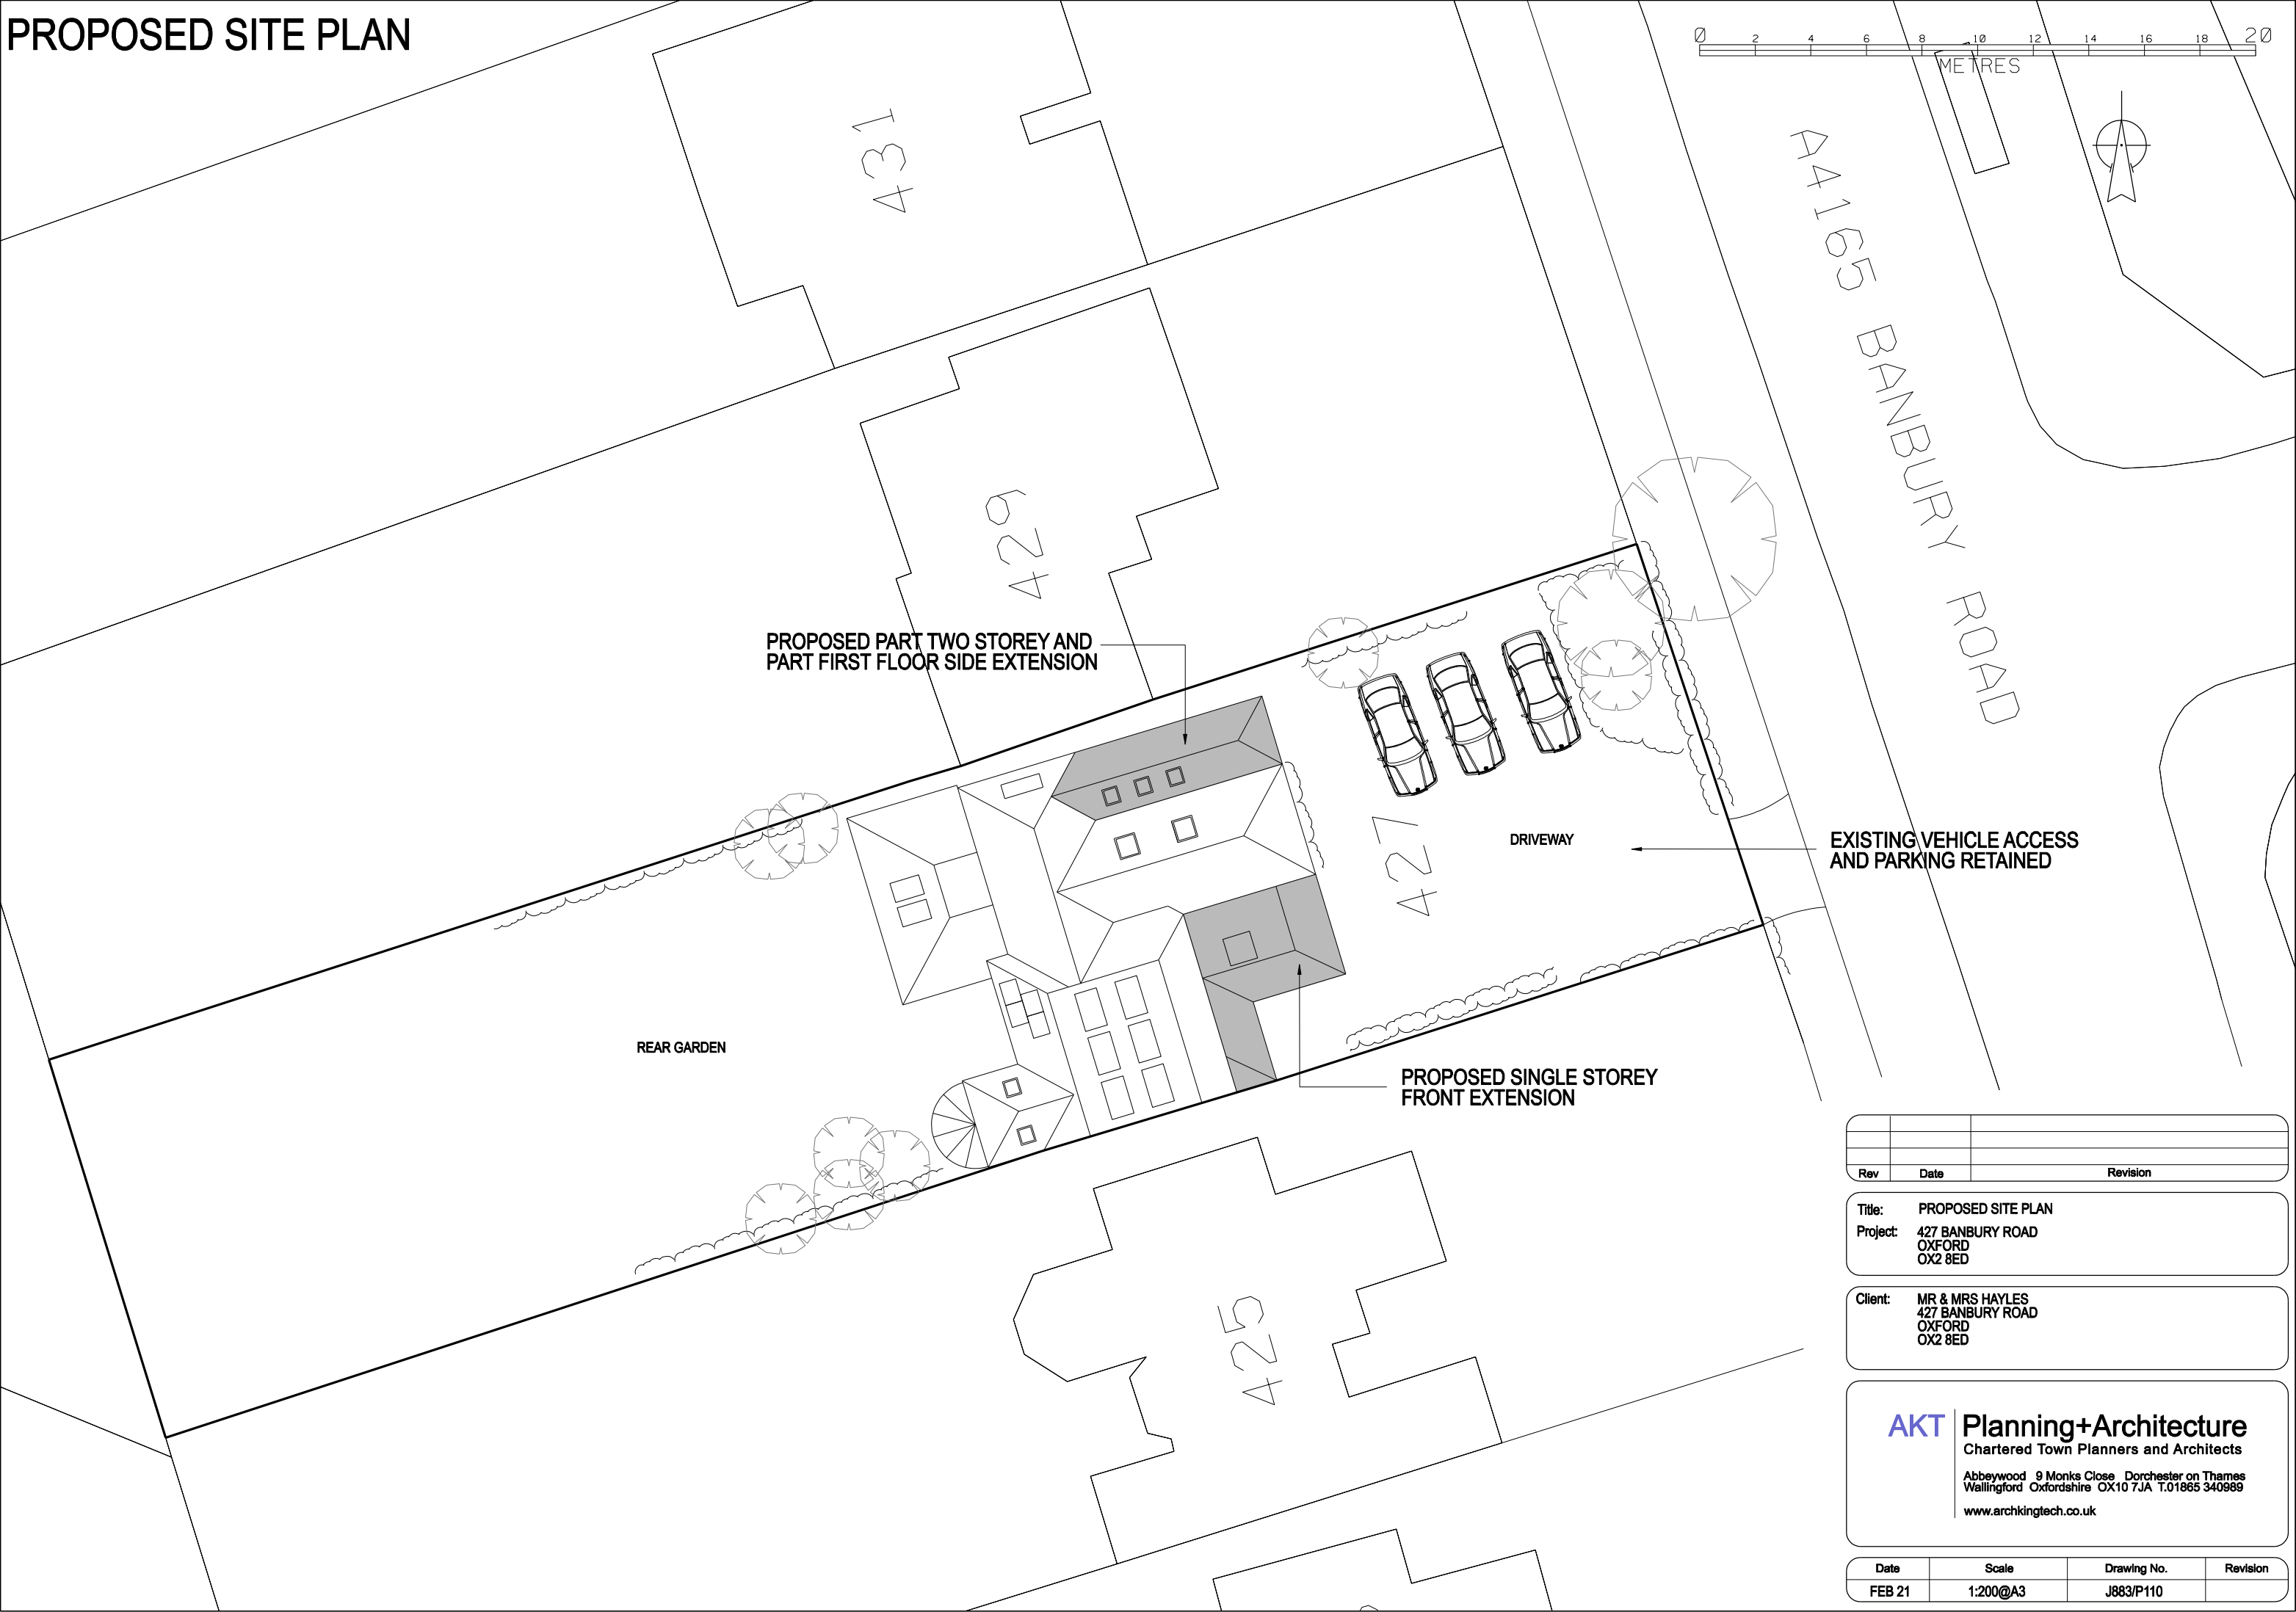 PROPOSED SITE PLAN
0 2 4 6 8 10 12 14 16 18 20
METRES
431
A4165 BANBURY ROAD
429
PROPOSED PART TWO STOREY AND
PART FIRST FLOOR SIDE EXTENSION
427
DRIVEWAY
EXISTING VEHICLE ACCESS
AND PARKING RETAINED
REAR GARDEN
PROPOSED SINGLE STOREY
FRONT EXTENSION
425
Rev Date Revision
Title: PROPOSED SITE PLAN
Project: 427 BANBURY ROAD
OXFORD
OX2 8ED
Client: MR & MRS HAYLES
427 BANBURY ROAD
OXFORD
OX2 8ED
AKT Planning+Architecture
Chartered Town Planners and Architects
Abbeywood 9 Monks Close Dorchester on Thames
Wallingford Oxfordshire OX10 7JA T.01865 340989
www.archkingtech.co.uk
Date Scale Drawing No. Revision
FEB 21 1:200@A3 J883/P110